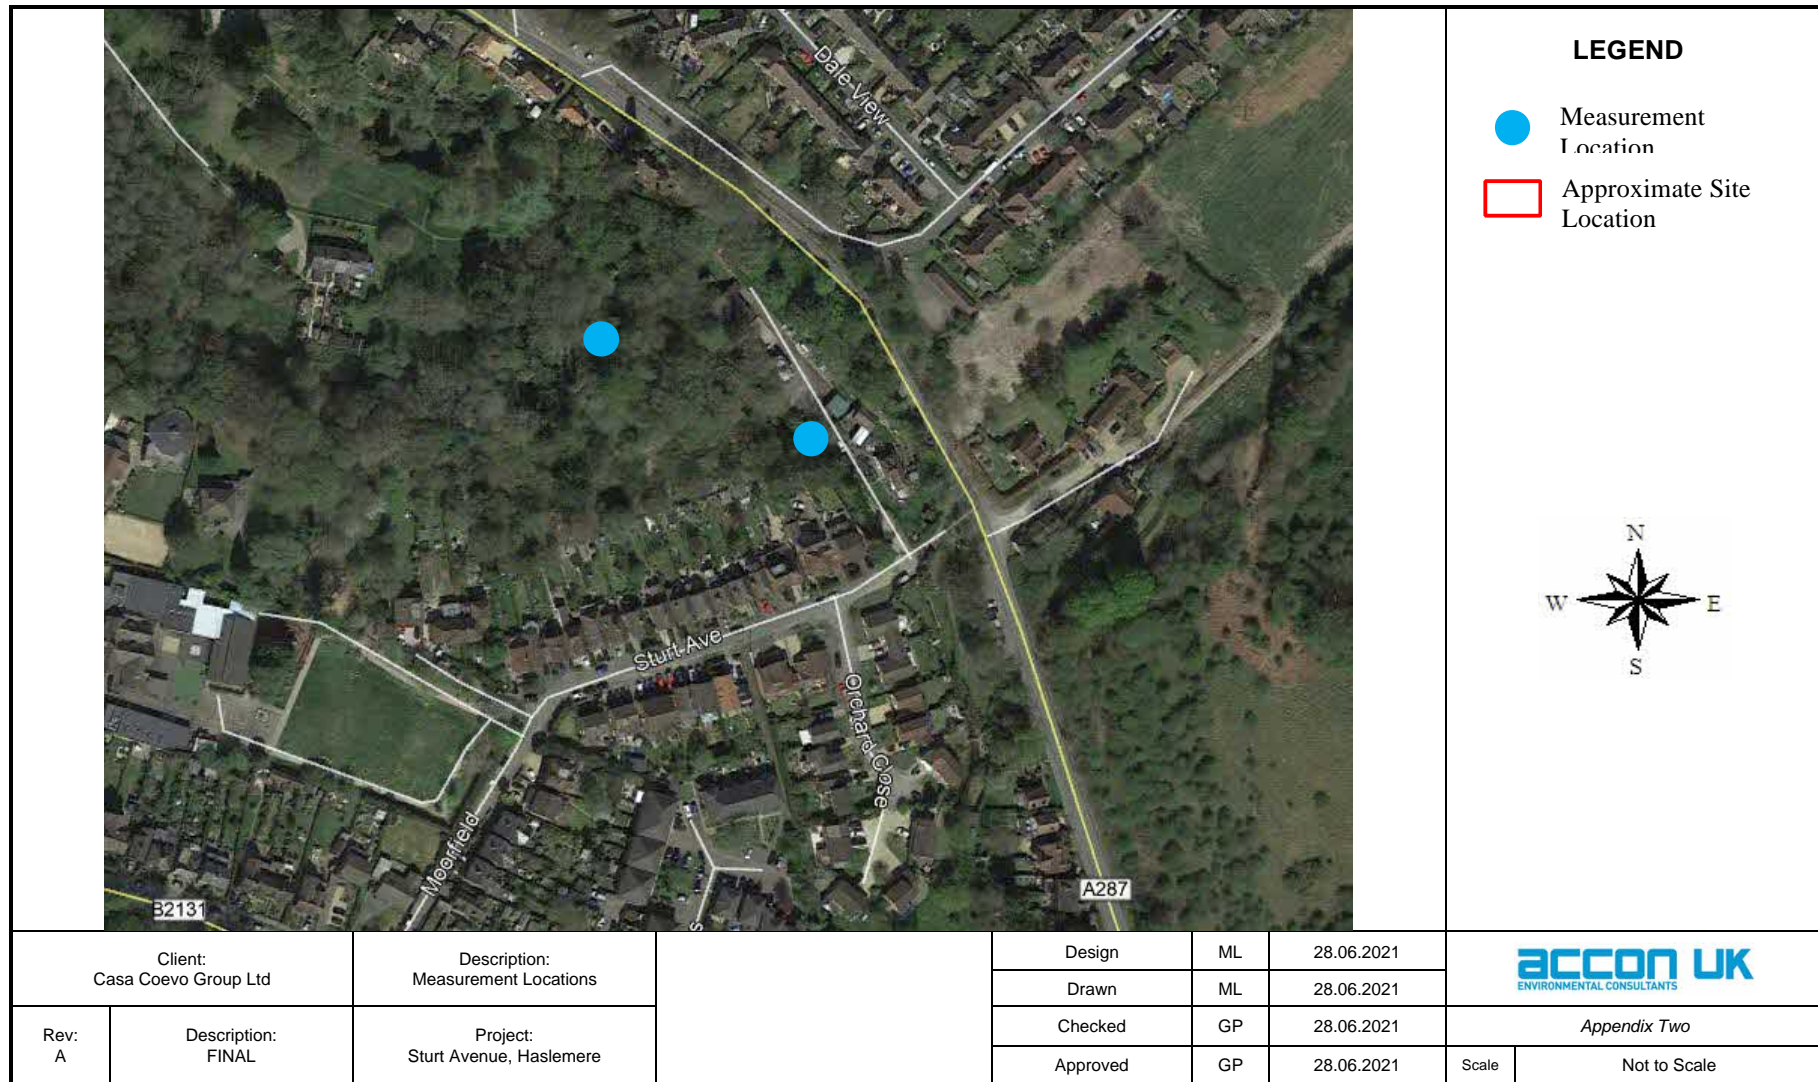 Dale View
Sturt Ave
Orchard Close
Moorfield
s
B2131
A287
LEGEND
Measurement
Location
Approximate Site
Location
N
W
E
S
Client:
Casa Coevo Group Ltd
Description:
Measurement Locations
Rev:
A
Description:
FINAL
Project:
Sturt Avenue, Haslemere
Design ML 28.06.2021
Drawn ML 28.06.2021
Checked GP 28.06.2021
Approved GP 28.06.2021
accon UK
ENVIRONMENTAL CONSULTANTS
Appendix Two
Scale Not to Scale